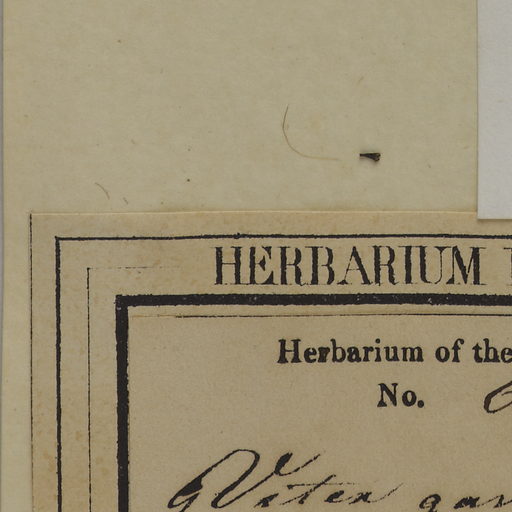 HERBARIUM
Herbarium of the
No.
Vitex